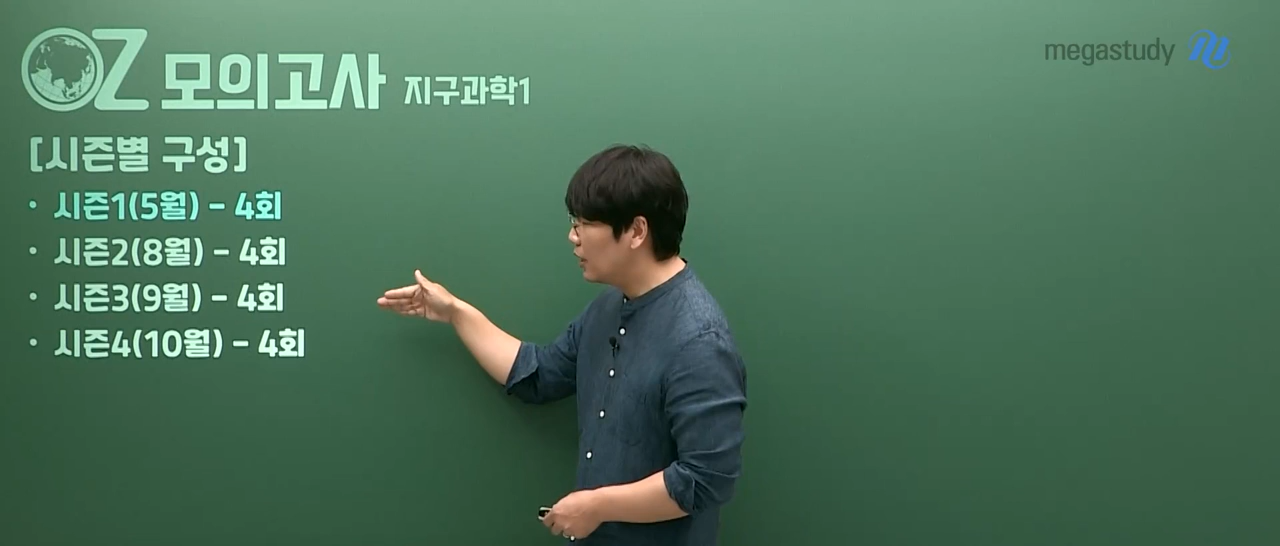 OZ 모의고사 지구과학1
megastudy
[시즌별 구성]
• 시즌1(5월) - 4회
• 시즌2(8월) - 4회
• 시즌3(9월) - 4회
• 시즌4(10월) - 4회